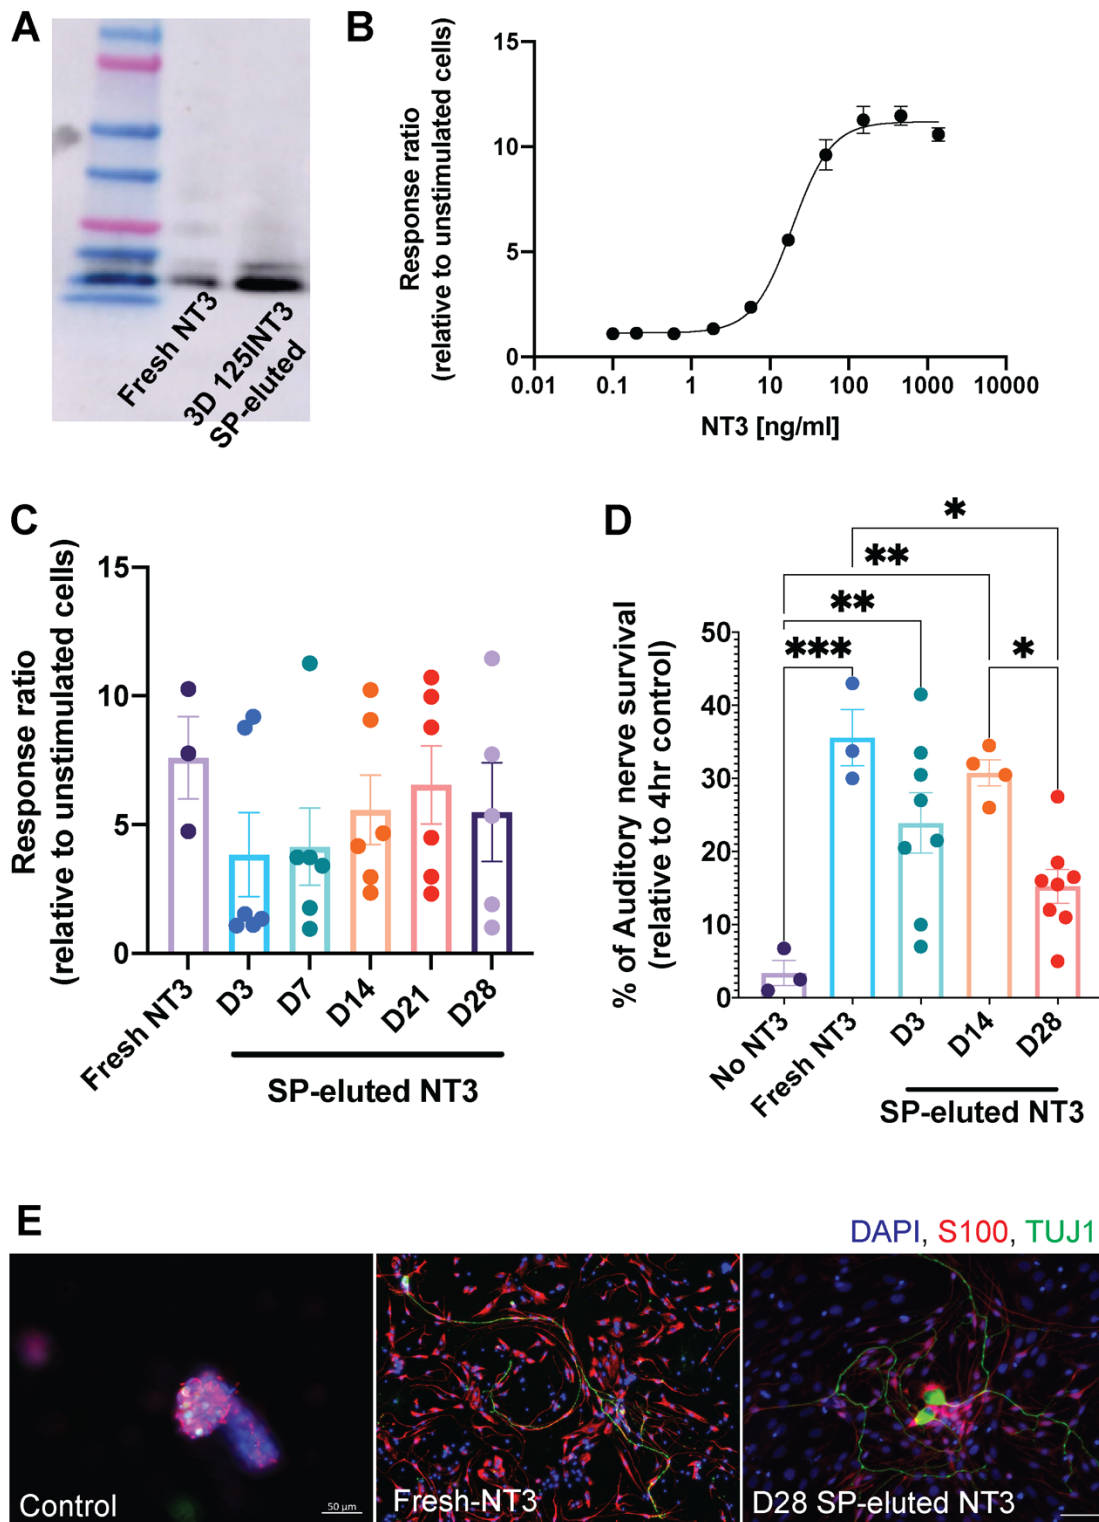 A
Fresh NT3
3D 125INT3
SP-eluted
B
Response ratio
(relative to unstimulated cells)
15
10
5
0
0.01 0.1 1 10 100 1000 10000
NT3 [ng/ml]
C
Response ratio
(relative to unstimulated cells)
15
10
5
0
Fresh NT3 D3 D7 D14 D21 D28
SP-eluted NT3
D
% of Auditory nerve survival
(relative to 4hr control)
*
**
**
*** *
50
40
30
20
10
0
No NT3 Fresh NT3 D3 D14 D28
SP-eluted NT3
E
DAPI, S100, TUJ1
Control
50 µm
Fresh-NT3
D28 SP-eluted NT3